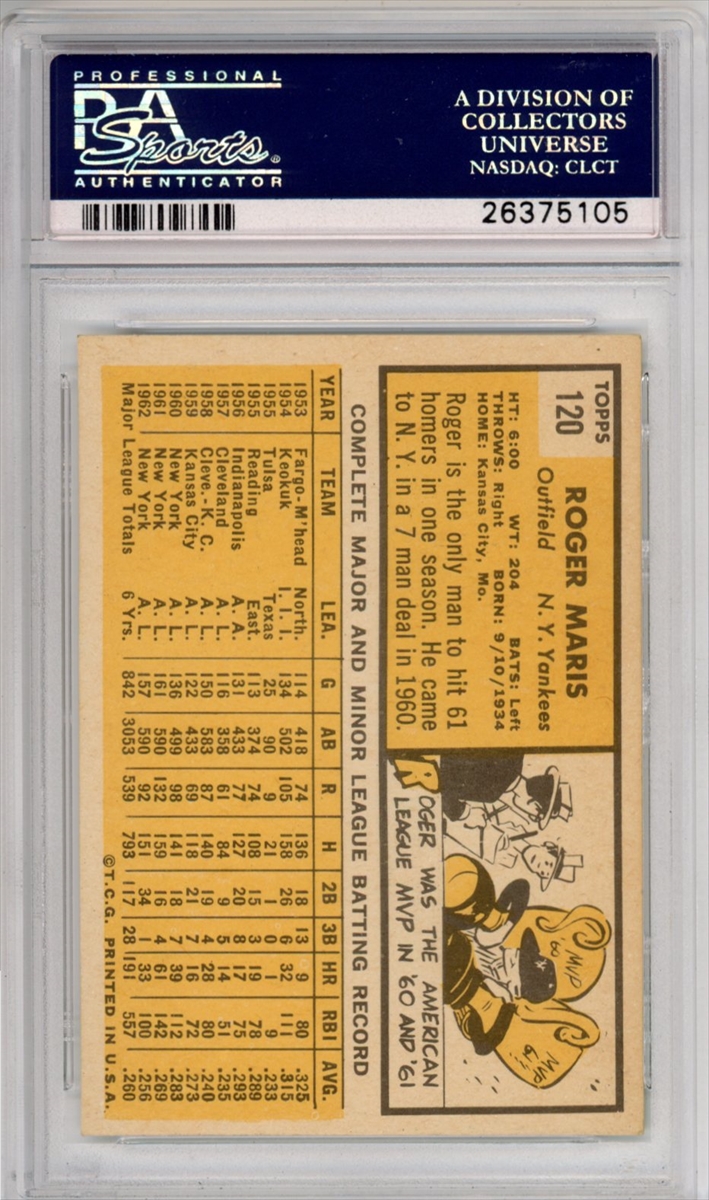 PROFESSIONAL
PSA
Sports®
AUTHENTICATOR
A DIVISION OF
COLLECTORS
UNIVERSE
NASDAQ: CLCT
26375105
TOPPS
120
ROGER MARIS
Outfield N. Y. Yankees
HT: 6:00 WT: 204 BATS: Left
THROWS: Right BORN: 9/10/1934
HOME: Kansas City, Mo.
Roger is the only man to hit 61
homers in one season. He came
to N. Y. in a 7 man deal in 1960.
MVP
60
MVP
61
ROGER WAS THE AMERICAN
LEAGUE MVP IN '60 AND '61
COMPLETE MAJOR AND MINOR LEAGUE BATTING RECORD
YEAR TEAM LEA. G AB R H 2B 3B HR RBI AVG.
1953 Fargo-M'head North. 114 418 74 136 18 13 9 80 .325
1954 Keokuk I. I. I. 134 502 105 158 26 6 32 111 .315
1955 Tulsa Texas 25 90 9 21 1 0 1 9 .233
1955 Reading East. 113 374 74 108 15 3 19 78 .289
1956 Indianapolis A. A. 131 433 77 127 20 8 17 75 .293
1957 Cleveland A. L. 116 358 61 84 9 5 14 51 .235
1958 Cleve.-K. C. A. L. 150 583 87 140 19 4 28 80 .240
1959 Kansas City A. L. 122 433 69 118 21 7 16 72 .273
1960 New York A. L. 136 499 98 141 18 7 39 112 .283
1961 New York A. L. 161 590 132 159 16 4 61 142 .269
1962 New York A. L. 157 590 92 151 34 1 33 100 .256
Major League Totals 6 Yrs. 842 3053 539 793 117 28 191 557 .260
©T.C.G. PRINTED IN U.S.A.